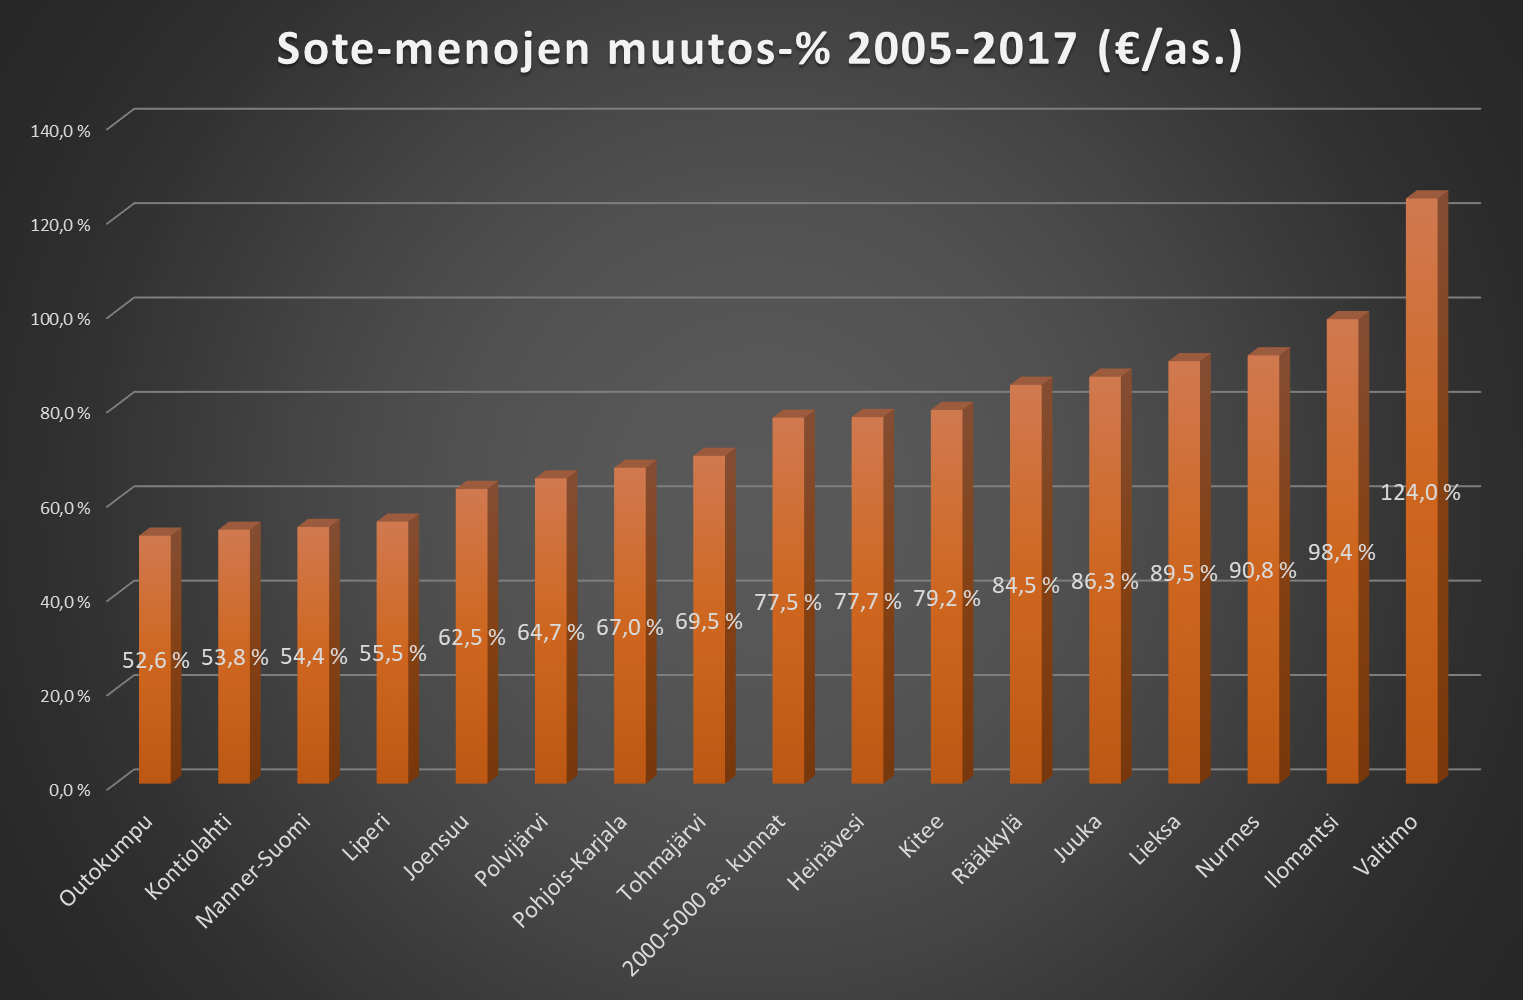 Sote-menojen muutos-% 2005-2017 (€/as.)
140,0 %
120,0 %
100,0 %
80,0 %
60,0 %
40,0 %
20,0 %
0,0 %
52,6 %
53,8 %
54,4 %
55,5 %
62,5 %
64,7 %
67,0 %
69,5 %
77,5 %
77,7 %
79,2 %
84,5 %
86,3 %
89,5 %
90,8 %
98,4 %
124,0 %
Outokumpu
Kontiolahti
Manner-Suomi
Liperi
Joensuu
Polvijärvi
Pohjois-Karjala
Tohmajärvi
2000-5000 as. kunnat
Heinävesi
Kitee
Rääkkylä
Juuka
Lieksa
Nurmes
Ilomantsi
Valtimo